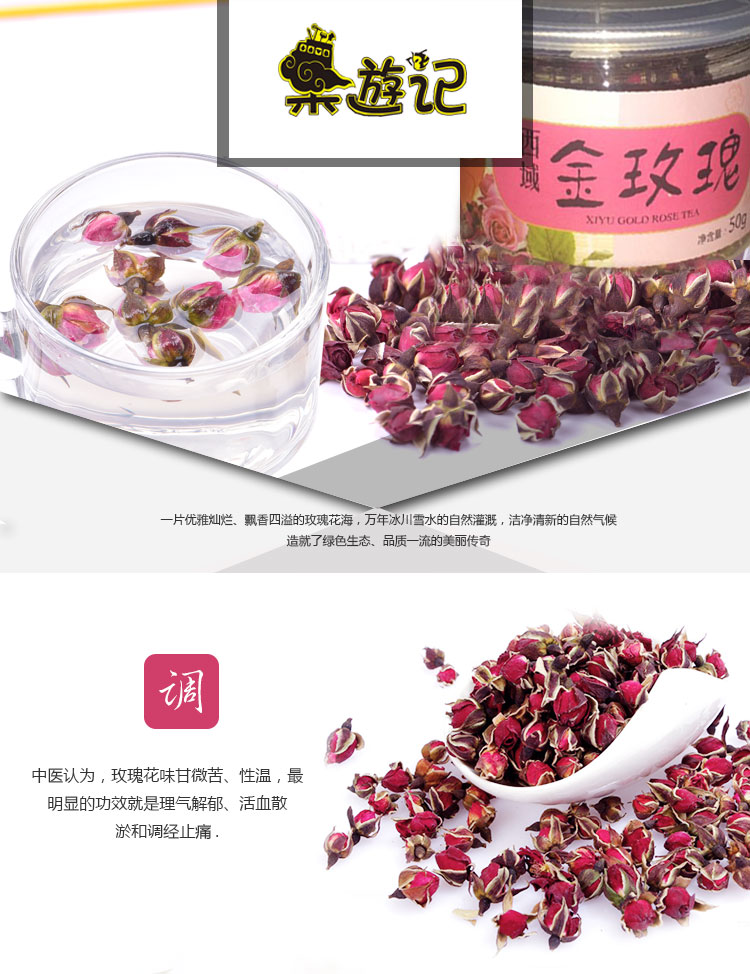 枭遊记
西域
金玫瑰
XIYU GOLD ROSE TEA
净含量：50g
一片优雅灿烂、飘香四溢的玫瑰花海，万年冰川雪水的自然灌溉，洁净清新的自然气候
造就了绿色生态、品质一流的美丽传奇
调
中医认为，玫瑰花味甘微苦、性温，最
明显的功效就是理气解郁、活血散
淤和调经止痛.